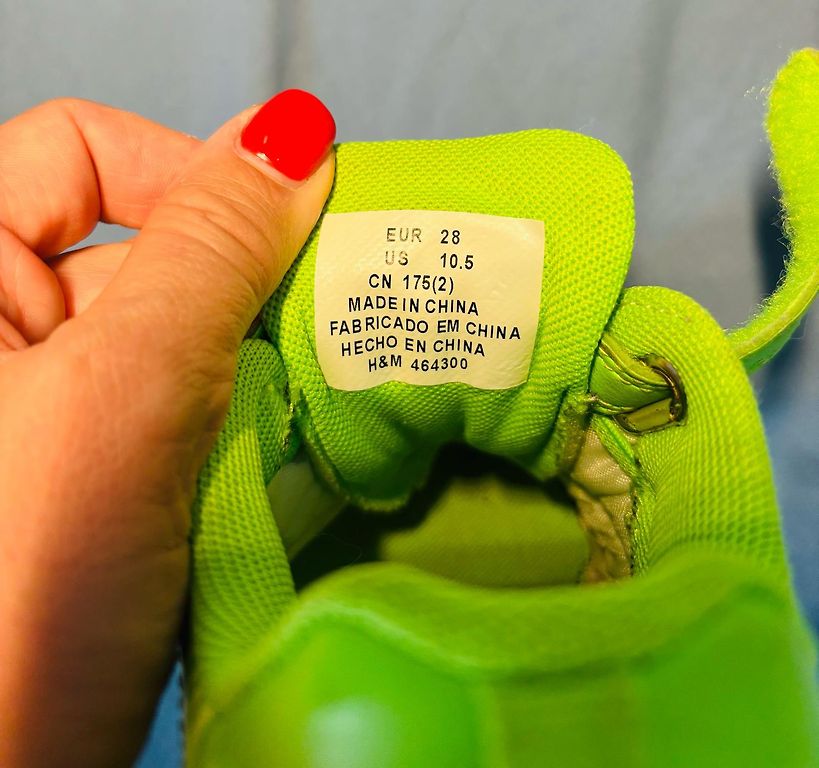 EUR 28
US 10.5
CN 175(2)
MADE IN CHINA
FABRICADO EM CHINA
HECHO EN CHINA
H&M 464300